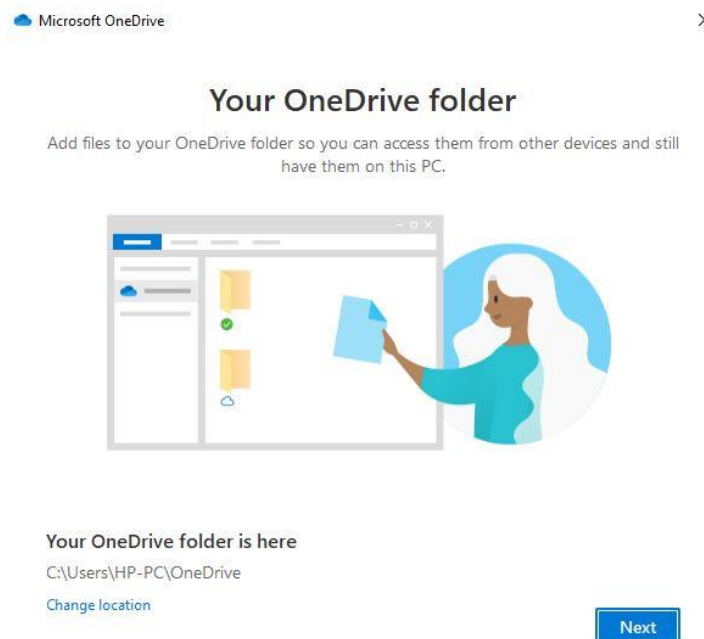 Microsoft OneDrive
Your OneDrive folder
Add files to your OneDrive folder so you can access them from other devices and still
have them on this PC.
Your OneDrive folder is here
C:\Users\HP-PC\OneDrive
Change location
Next